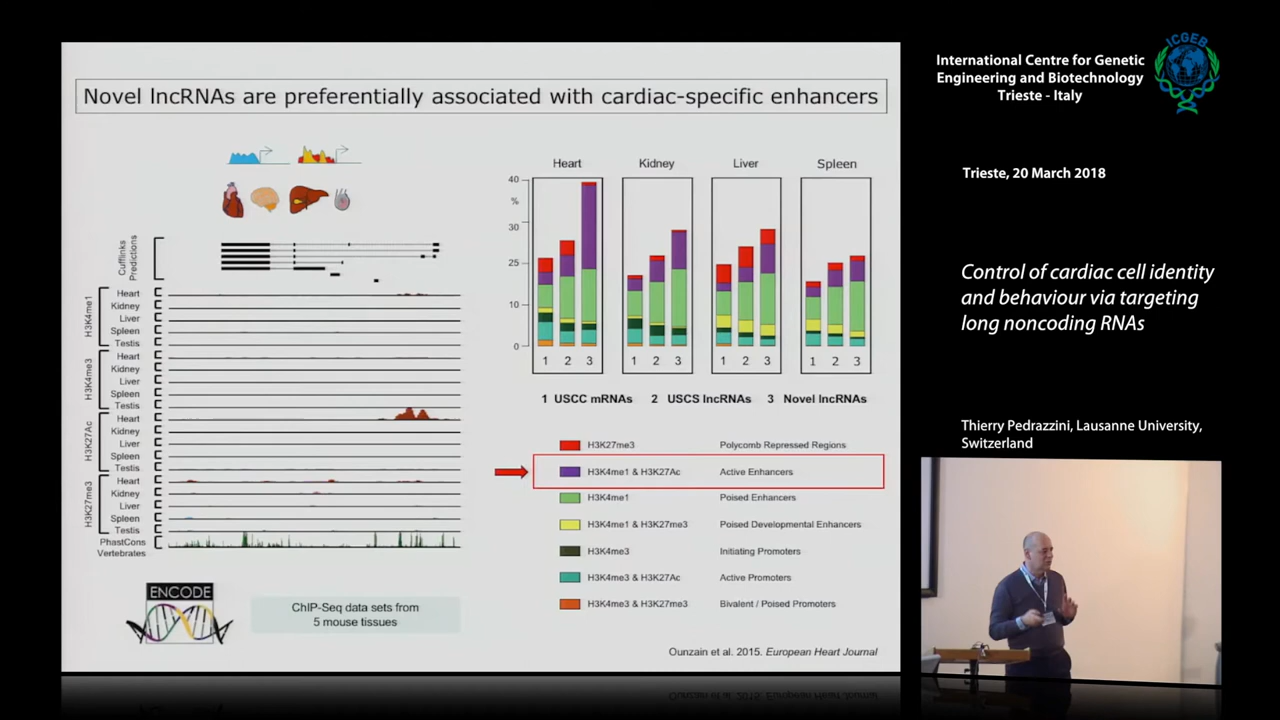 Novel lncRNAs are preferentially associated with cardiac-specific enhancers
Cufflinks
Predictions
H3K4me1
Heart
Kidney
Liver
Spleen
Testis
H3K4me3
Heart
Kidney
Liver
Spleen
Testis
H3K27Ac
Heart
Kidney
Liver
Spleen
Testis
H3K27me3
Heart
Kidney
Liver
Spleen
Testis
PhastCons
Vertebrates
ENCODE
ChIP-Seq data sets from
5 mouse tissues
Heart Kidney Liver Spleen
40
%
30
25
10
0
1 2 3 1 2 3 1 2 3 1 2 3
1 USCC mRNAs 2 USCS lncRNAs 3 Novel lncRNAs
H3K27me3 Polycomb Repressed Regions
H3K4me1 & H3K27Ac Active Enhancers
H3K4me1 Poised Enhancers
H3K4me1 & H3K27me3 Poised Developmental Enhancers
H3K4me3 Initiating Promoters
H3K4me3 & H3K27Ac Active Promoters
H3K4me3 & H3K27me3 Bivalent / Poised Promoters
Ounzain et al. 2015. European Heart Journal
International Centre for Genetic
Engineering and Biotechnology
Trieste - Italy
ICGEB
Trieste, 20 March 2018
Control of cardiac cell identity
and behaviour via targeting
long noncoding RNAs
Thierry Pedrazzini, Lausanne University,
Switzerland